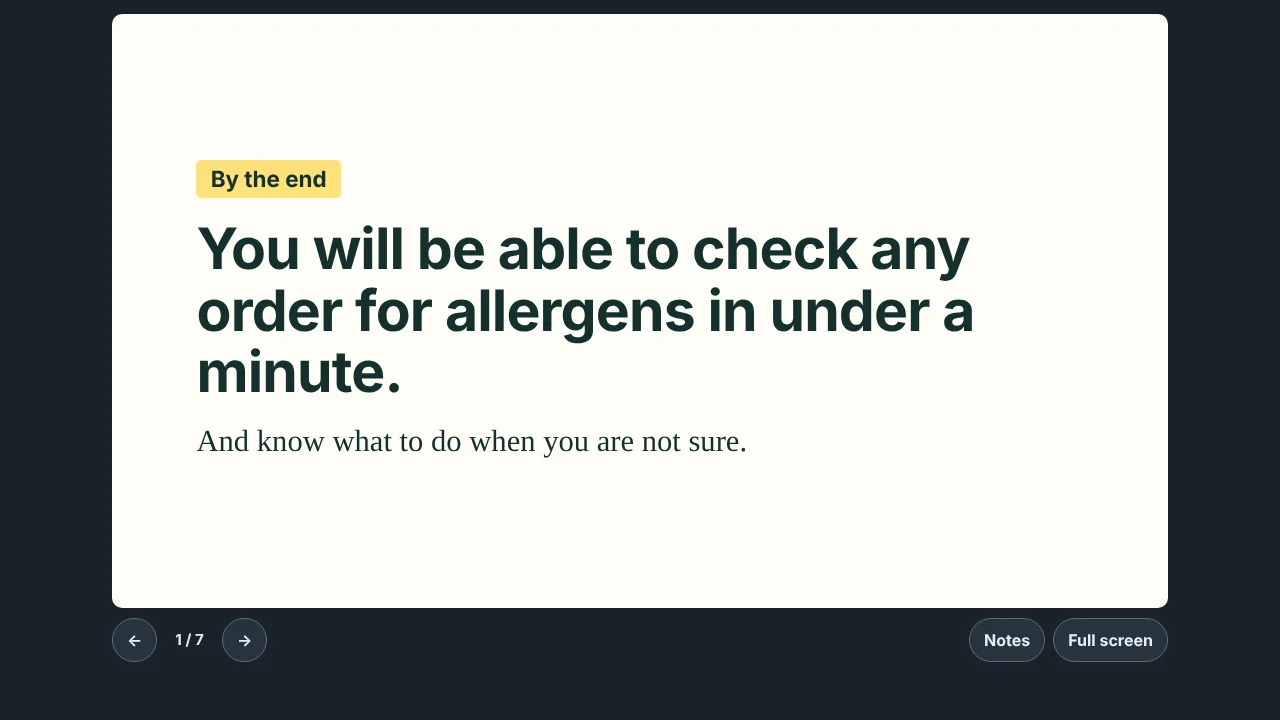 By the end
You will be able to check any
order for allergens in under a
minute.
And know what to do when you are not sure.
← 1 / 7 → Notes Full screen